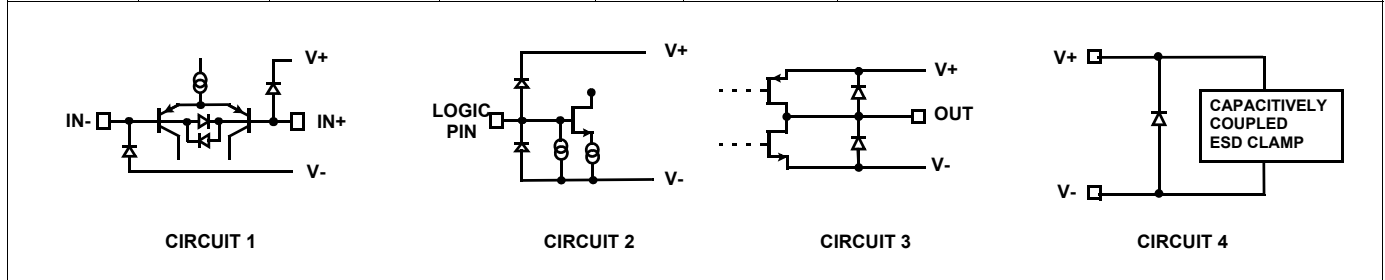 V+
IN-
IN+
V-
CIRCUIT 1
V+
LOGIC
PIN
V-
CIRCUIT 2
V+
OUT
V-
CIRCUIT 3
V+
CAPACITIVELY
COUPLED
ESD CLAMP
V-
CIRCUIT 4